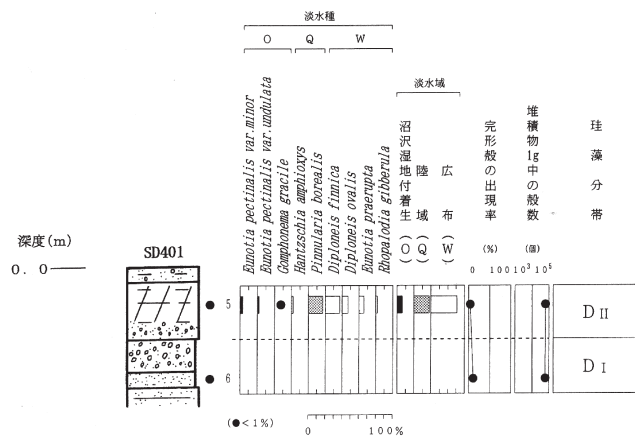 淡水種
O Q W
Eunotia pectinalis var.minor
Eunotia pectinalis var.undulata
Gomphonema gracile
Hantzschia amphioxys
Pinnularia borealis
Diploneis finnica
Diploneis ovalis
Eunotia praerupta
Rhopalodia gibberula
淡水域
沼沢湿地付着生(O)
陸域(Q)
広布(W)
完形殻の出現率
(%)
0 100
堆積物1g中の殻数
(個)
10³ 10⁵
珪藻分帯
深度(m)
0.0
SD401
5
DⅡ
DⅠ
6
(●<1%)
0 100%